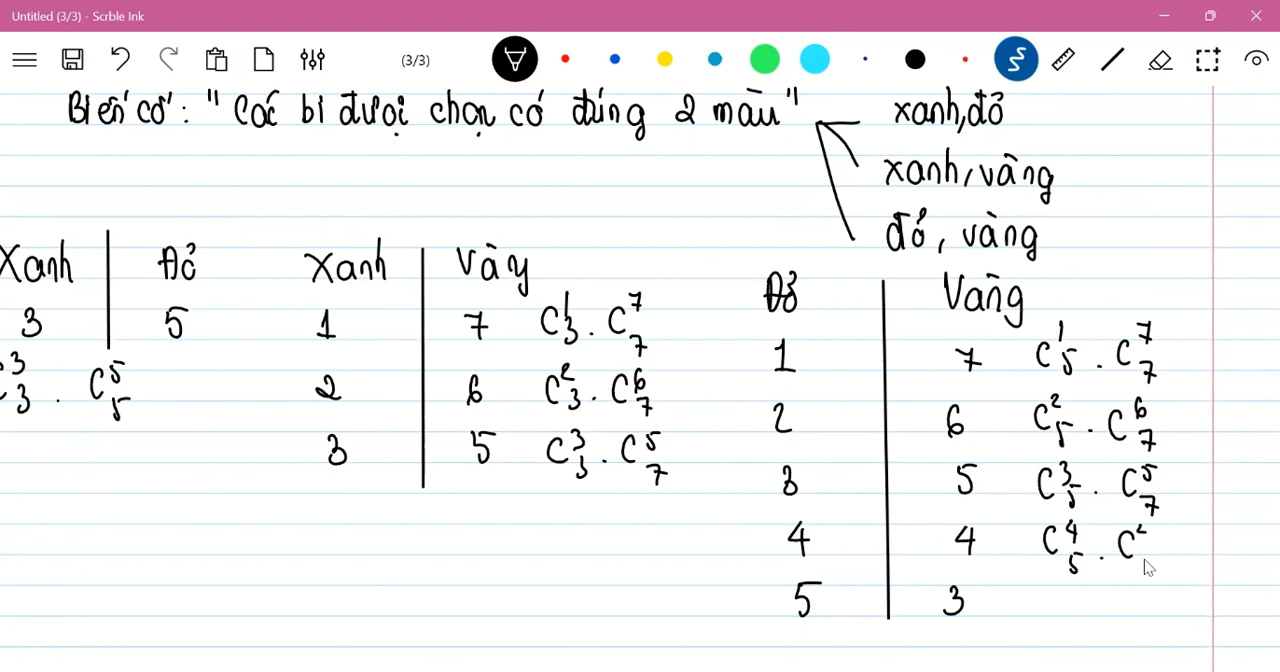 Untitled (3/3) - Scrble Ink
(3/3)
Biến cố: " Các bi được chọn có đúng 2 màu"
xanh, đỏ
xanh, vàng
đỏ, vàng
Xanh | Đỏ
3 | 5
C³₃ . C⁵₅
Xanh | Vày
1 | 7 C¹₃ . C⁷₇
2 | 6 C²₃ . C⁶₇
3 | 5 C³₃ . C⁵₇
Đỏ | Vàng
1 | 7 C¹₅ . C⁷₇
2 | 6 C²₅ . C⁶₇
3 | 5 C³₅ . C⁵₇
4 | 4 C⁴₅ . C
5 | 3